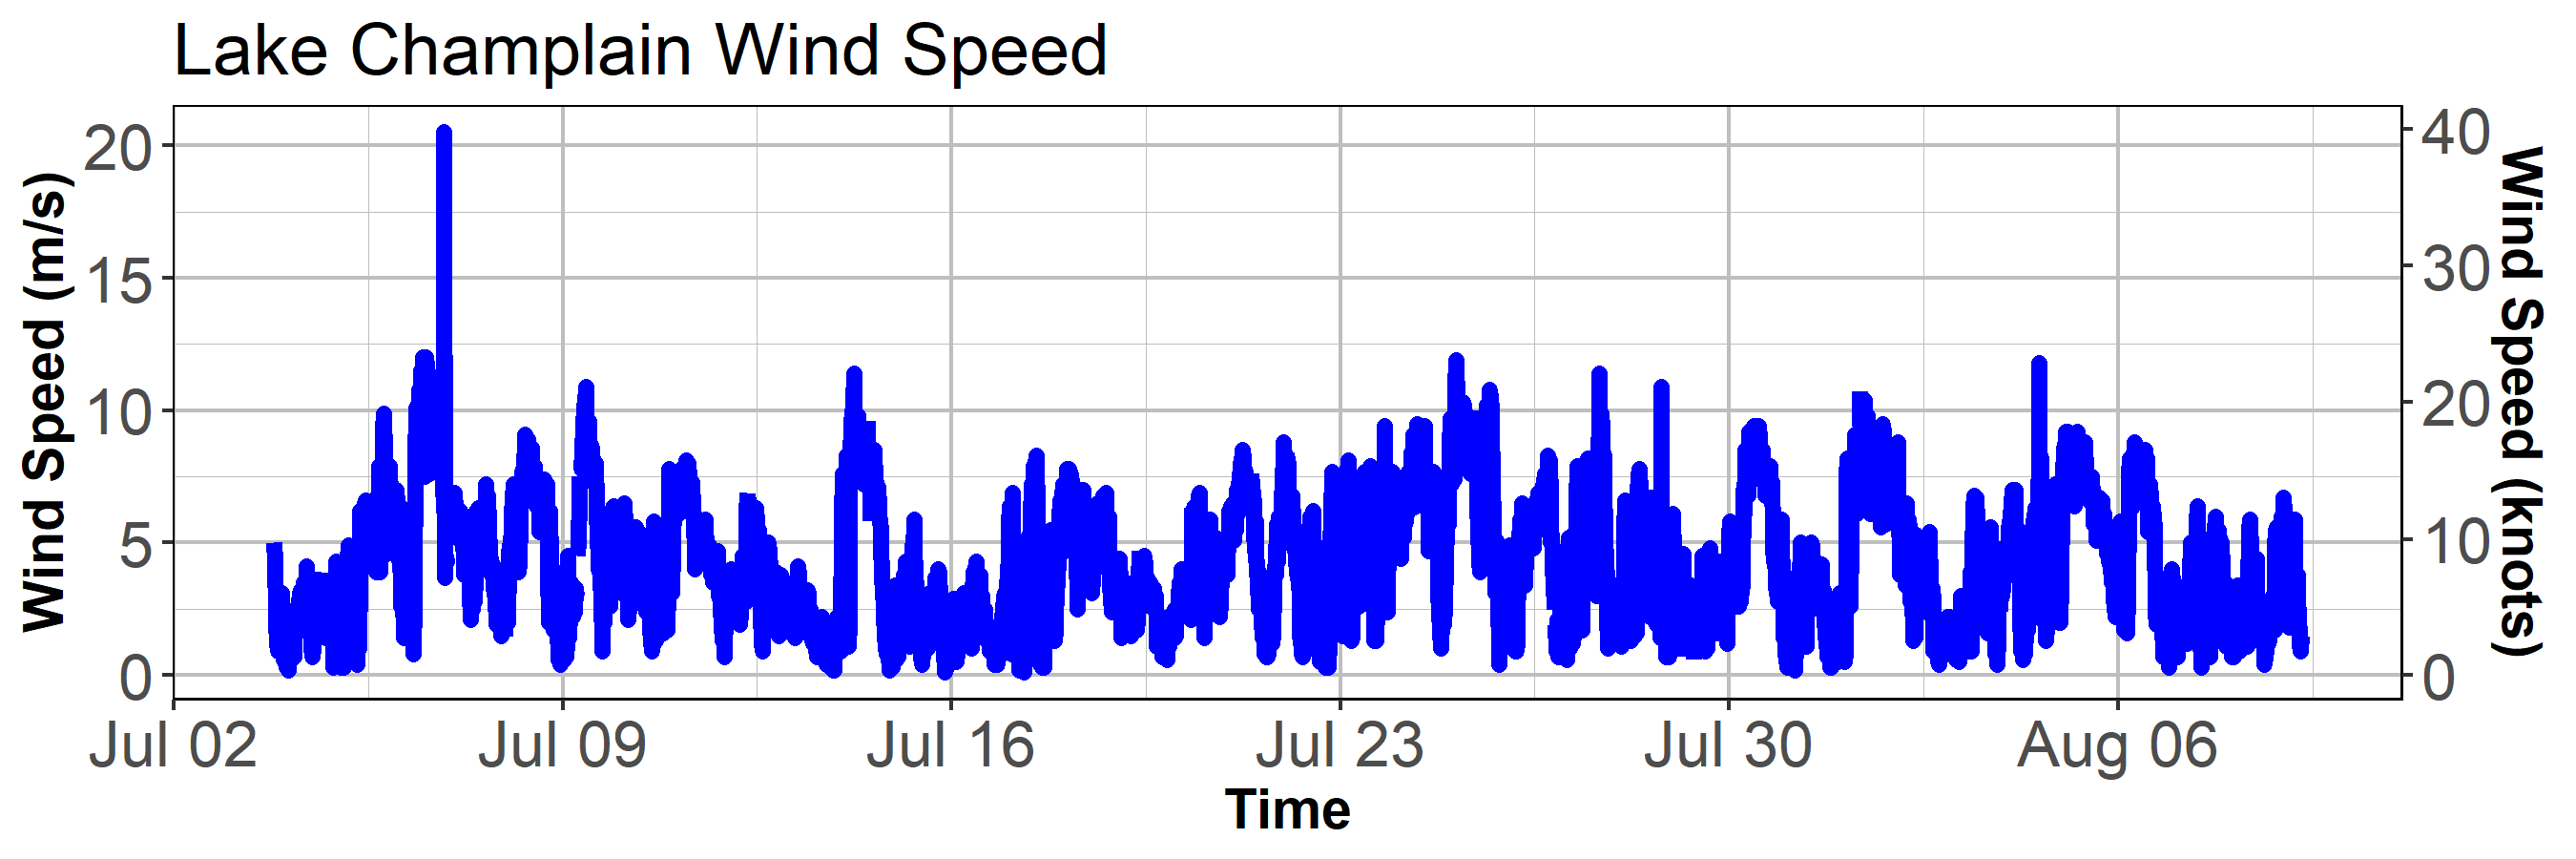 Lake Champlain Wind Speed
Wind Speed (m/s)
20
15
10
5
0
40
30
20
10
0
Wind Speed (knots)
Jul 02 Jul 09 Jul 16 Jul 23 Jul 30 Aug 06
Time